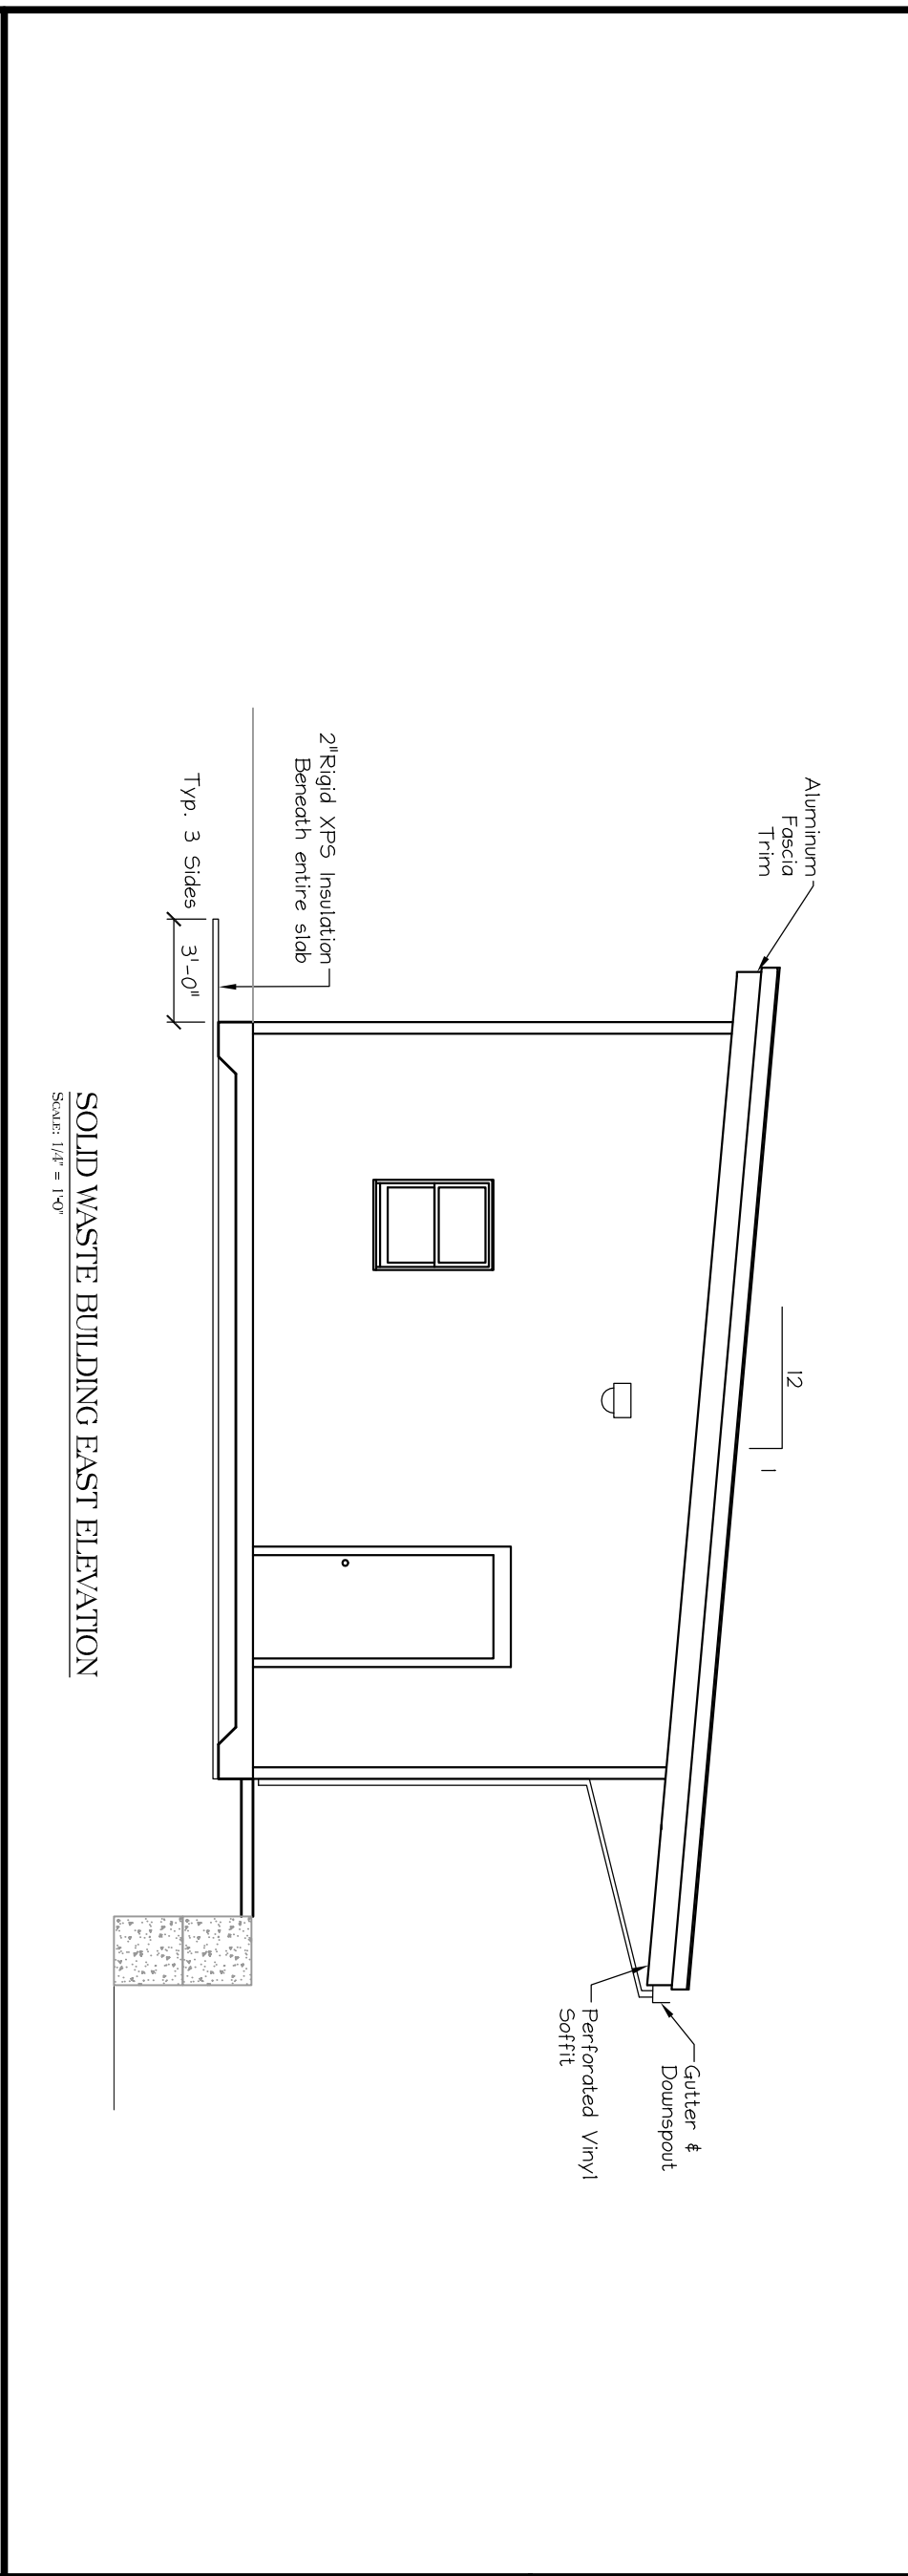 Aluminum
Fascia
Trim
12
1
Gutter &
Downspout
Perforated Vinyl
Soffit
2"Rigid XPS Insulation
Beneath entire slab
Typ. 3 Sides
3'-0"
SOLID WASTE BUILDING EAST ELEVATION
SCALE: 1/4" = 1'-0"